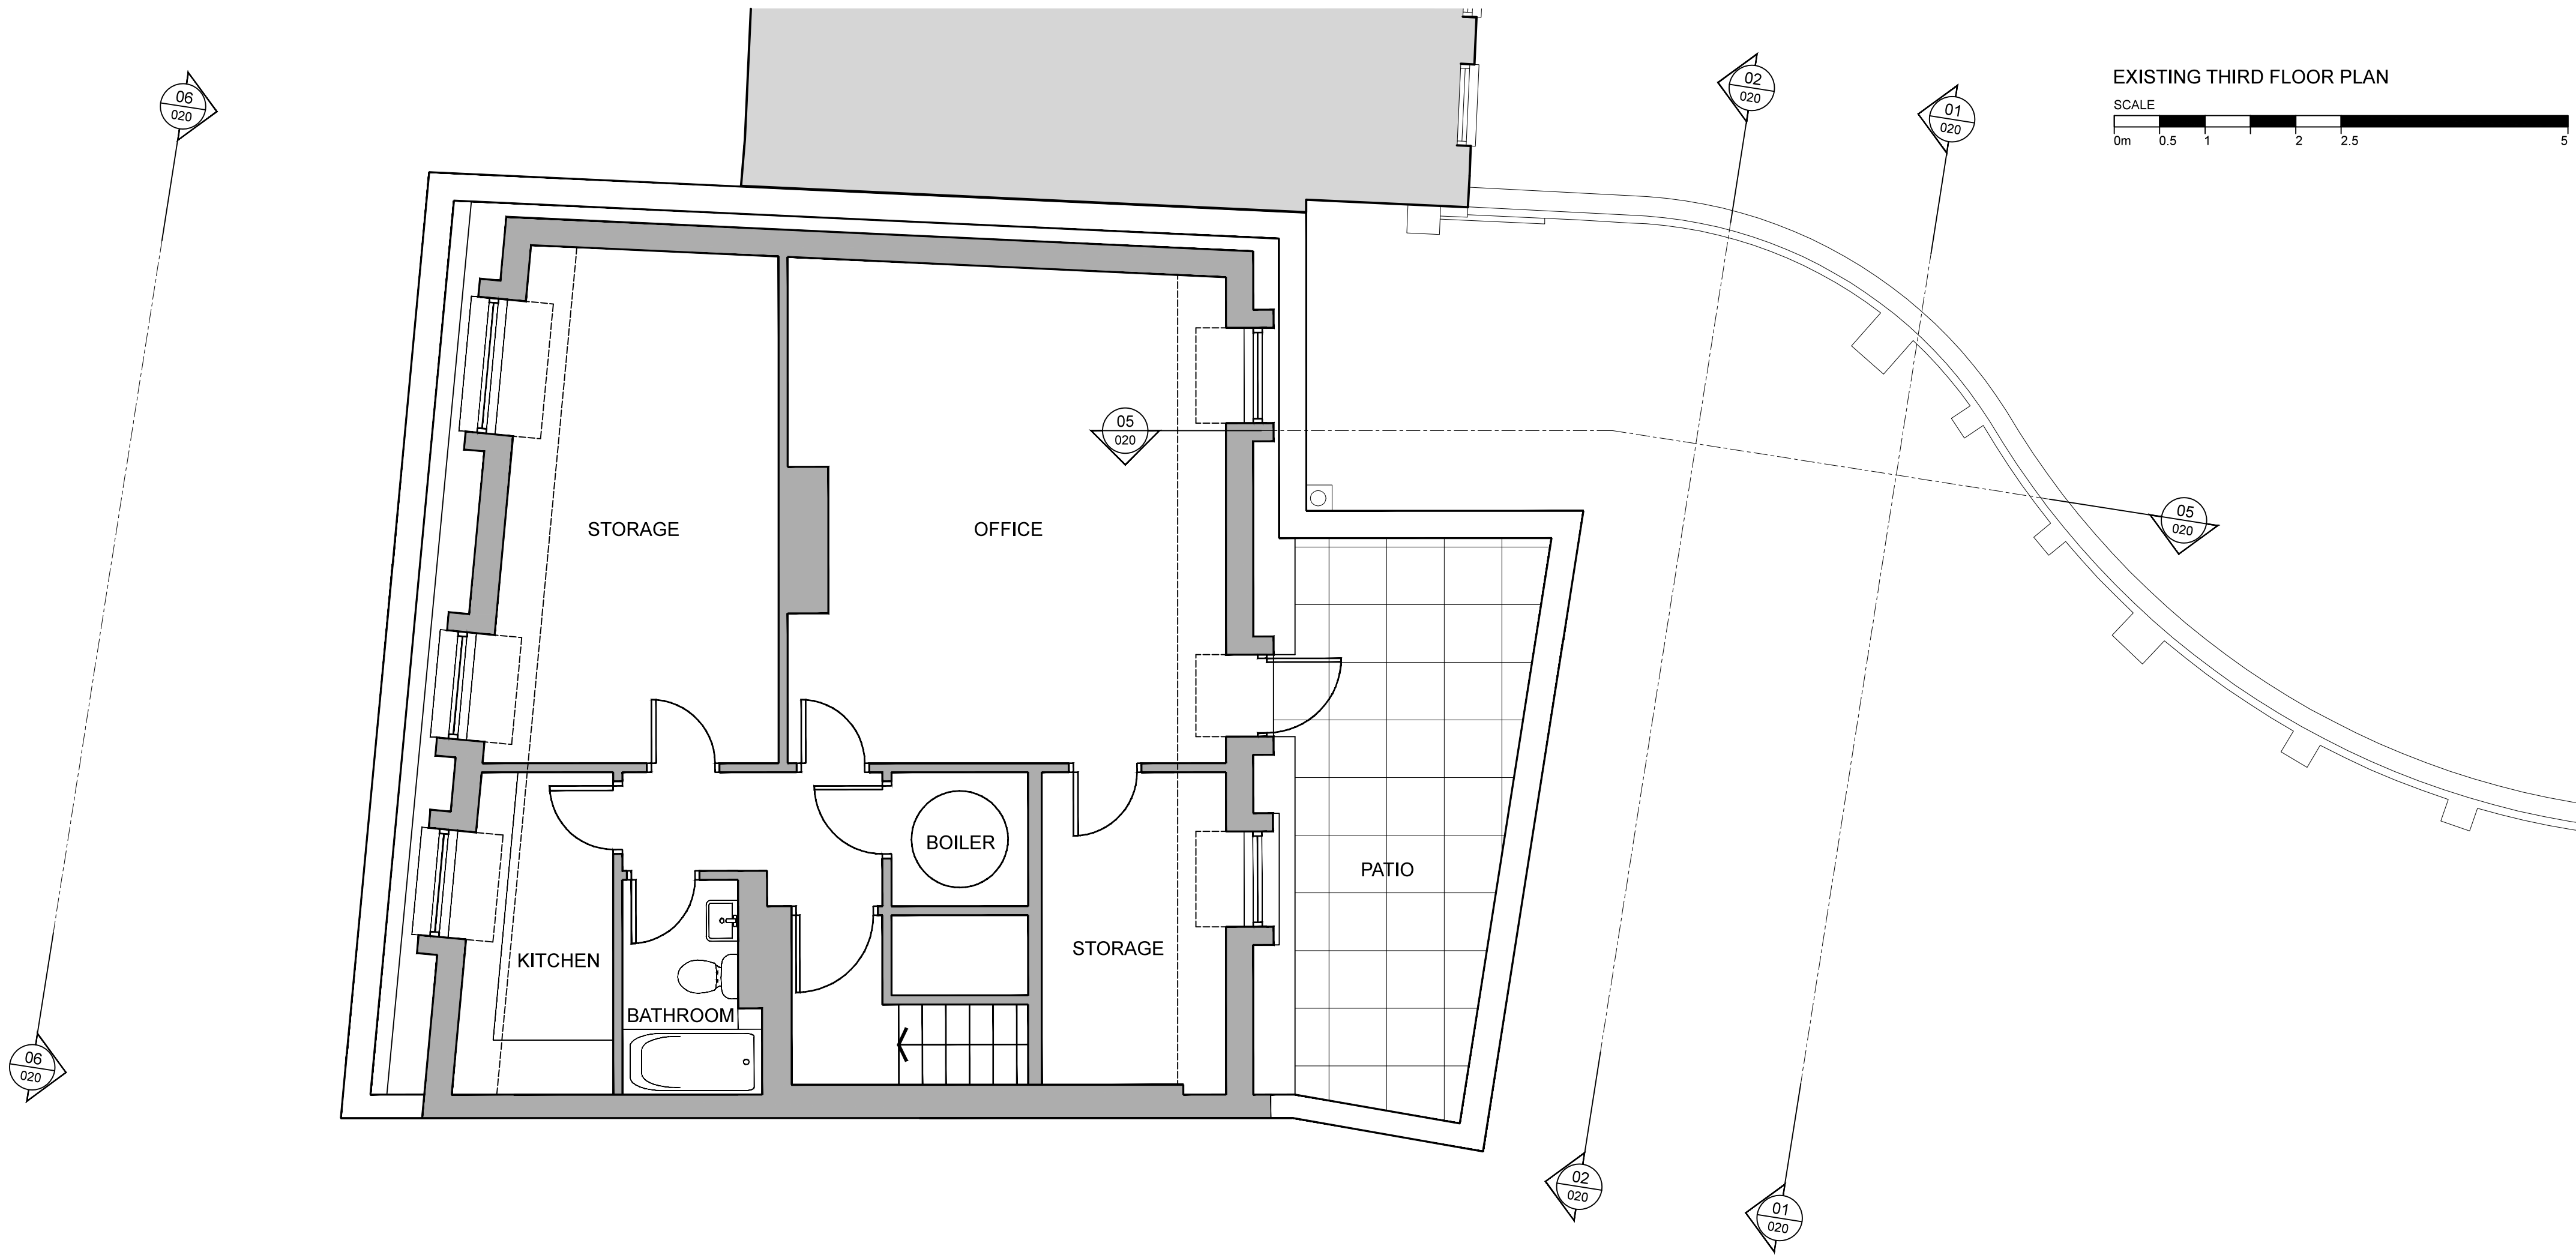 EXISTING THIRD FLOOR PLAN
SCALE
0m 0.5 1 2 2.5 5
06
020
02
020
01
020
05
020
05
020
STORAGE
OFFICE
BOILER
PATIO
KITCHEN
STORAGE
BATHROOM
06
020
02
020
01
020